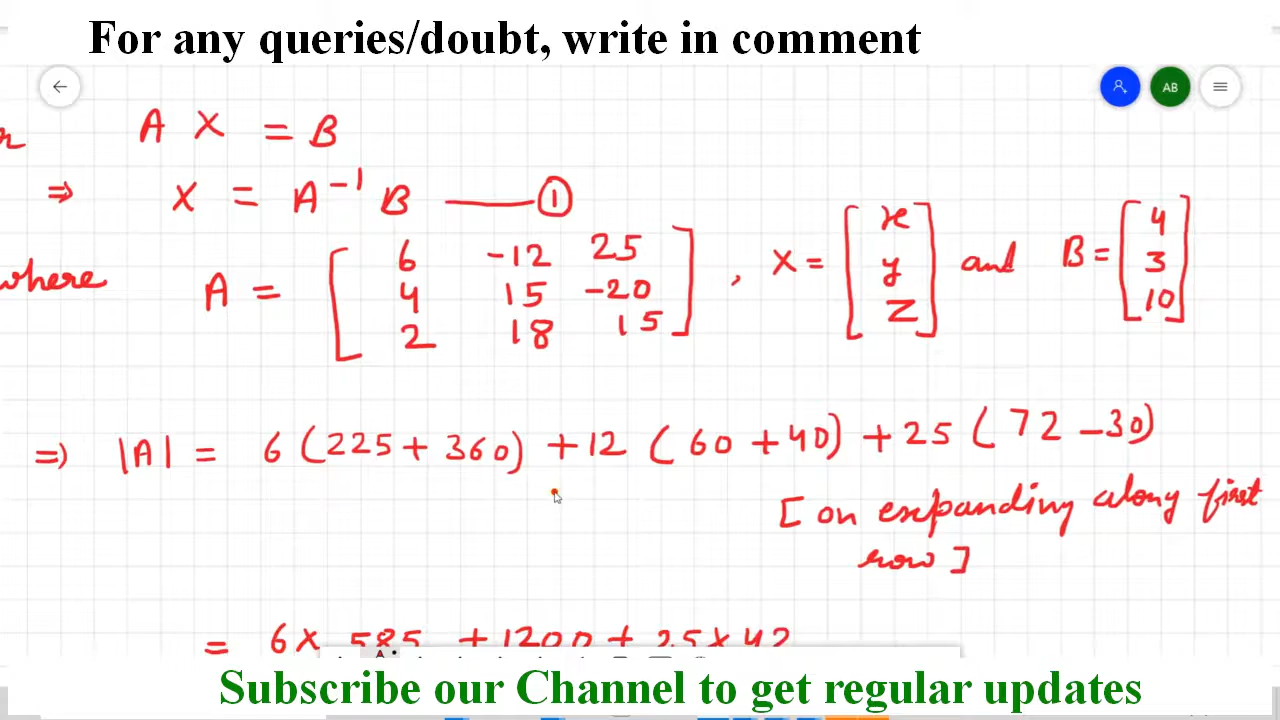 For any queries/doubt, write in comment
AB
A X = B
⇒ X = A⁻¹ B —— ①
where A = [ 6 -12 25
4 15 -20
2 18 15 ] , X = [ x
y
z ] and B = [ 4
3
10 ]
⇒ |A| = 6 (225 + 360) + 12 (60 + 40) + 25 (72 - 30)
[ on expanding along first
row ]
= 6 × 585 + 1200 + 25 × 42
Subscribe our Channel to get regular updates